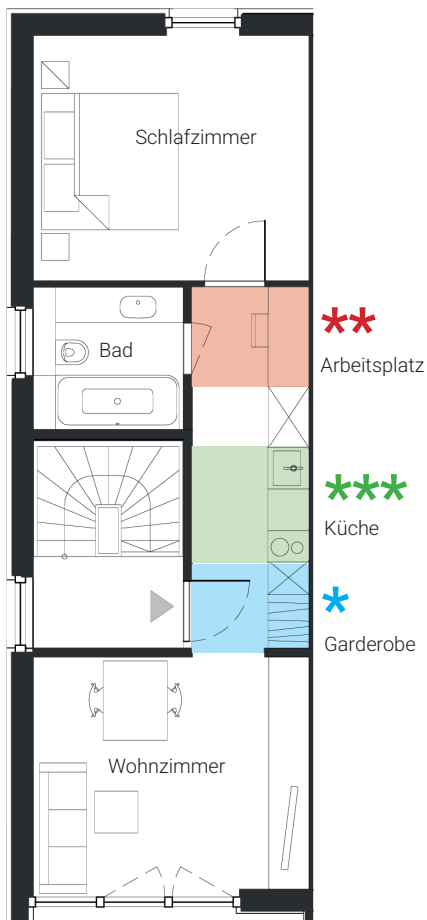 Schlafzimmer
**
Arbeitsplatz
Bad
***
Küche
*
Garderobe
Wohnzimmer